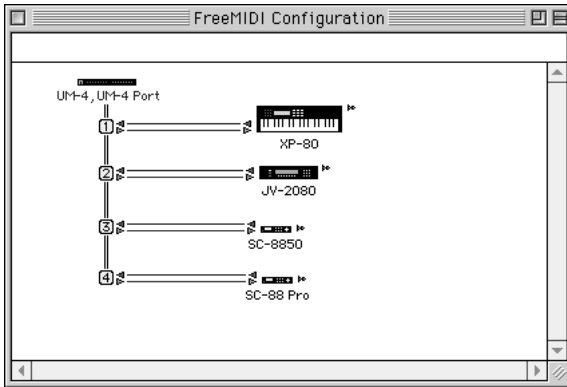 FreeMIDI Configuration
UM-4,UM-4 Port
1
XP-80
2
JV-2080
3
SC-8850
4
SC-88 Pro